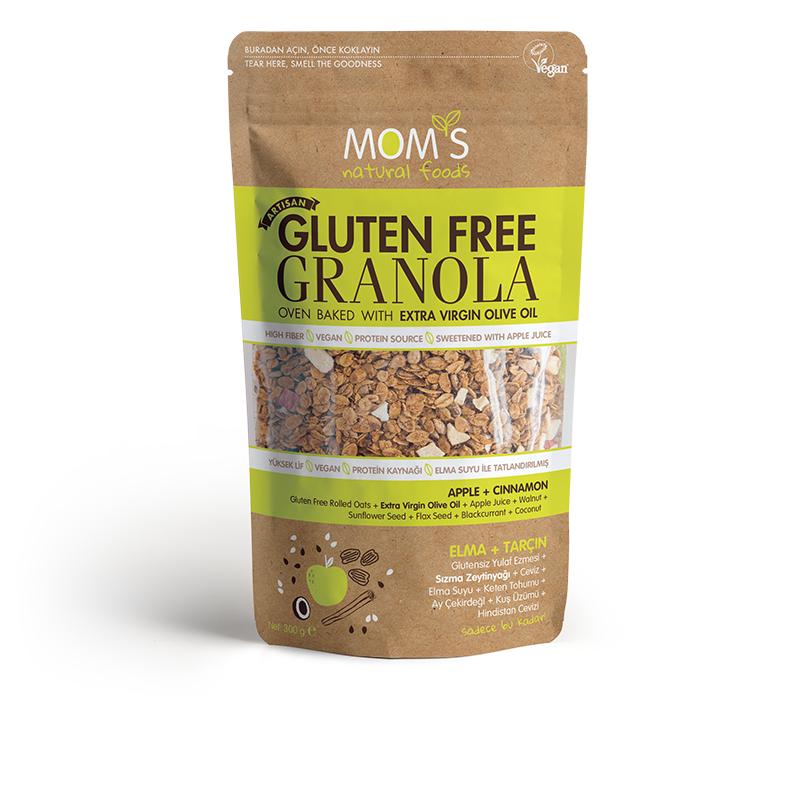 BURADAN AÇIN, ÖNCE KOKLAYIN
TEAR HERE, SMELL THE GOODNESS
Vegan
MOM'S
natural foods
ARTISAN
GLUTEN FREE
GRANOLA
OVEN BAKED WITH EXTRA VIRGIN OLIVE OIL
HIGH FIBER VEGAN PROTEIN SOURCE SWEETENED WITH APPLE JUICE
YÜKSEK LİF VEGAN PROTEİN KAYNAĞI ELMA SUYU İLE TATLANDIRILMIŞ
APPLE + CINNAMON
Gluten Free Rolled Oats + Extra Virgin Olive Oil + Apple Juice + Walnut +
Sunflower Seed + Flax Seed + Blackcurrant + Coconut
ELMA + TARÇIN
Glutensiz Yulaf Ezmesi +
Sızma Zeytinyağı + Ceviz +
Elma Suyu + Keten Tohumu +
Ay Çekirdeği + Kuş Üzümü +
Hindistan Cevizi
sadece bu kadar!
Net: 300 g ℮